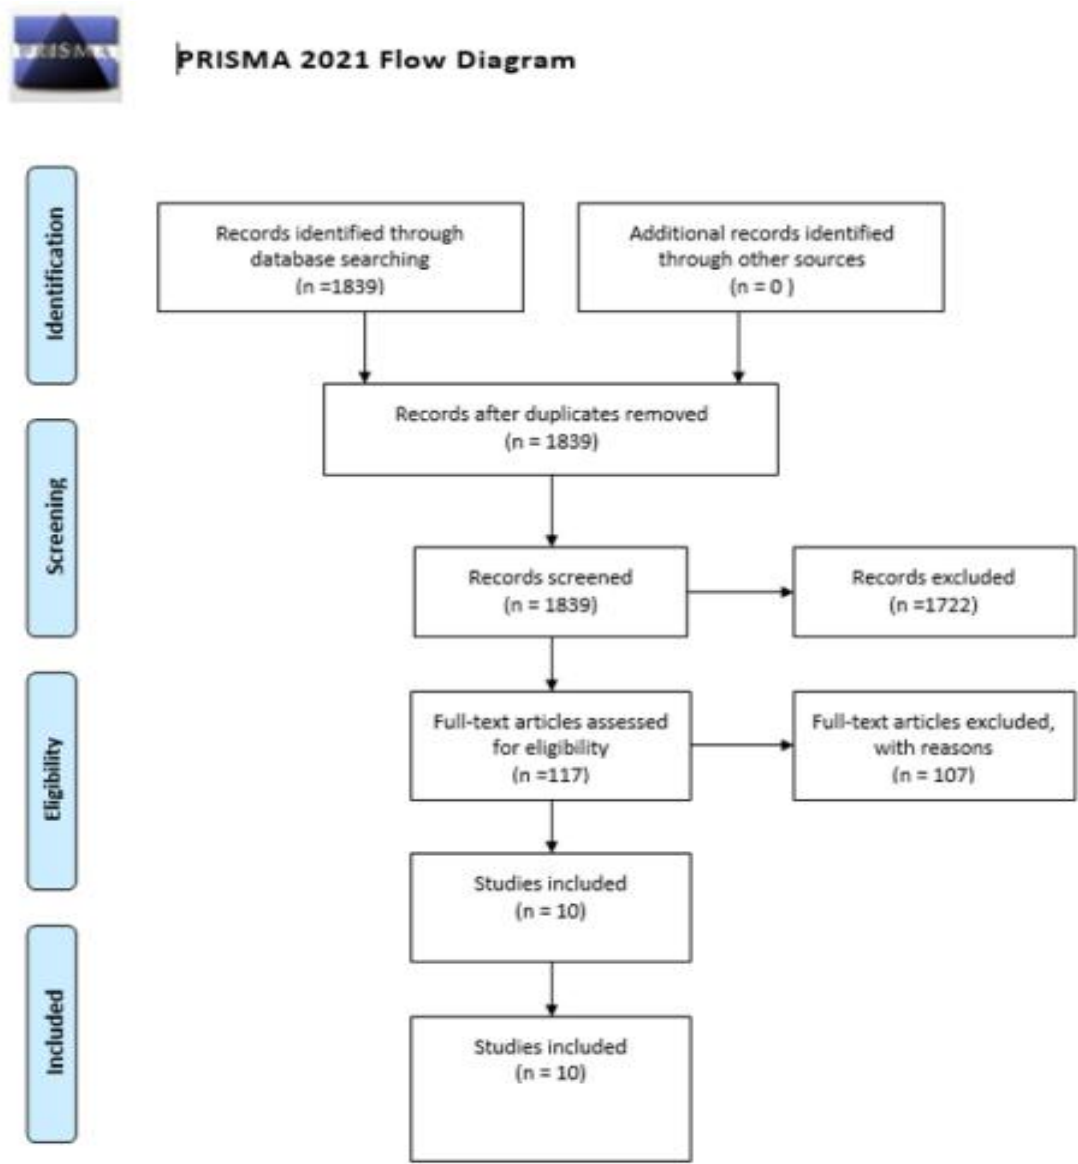 PRISMA
PRISMA 2021 Flow Diagram
Identification
Records identified through
database searching
(n =1839)
Additional records identified
through other sources
(n = 0 )
Records after duplicates removed
(n = 1839)
Screening
Records screened
(n = 1839)
Records excluded
(n =1722)
Eligibility
Full-text articles assessed
for eligibility
(n =117)
Full-text articles excluded,
with reasons
(n = 107)
Studies included
(n = 10)
Included
Studies included
(n = 10)